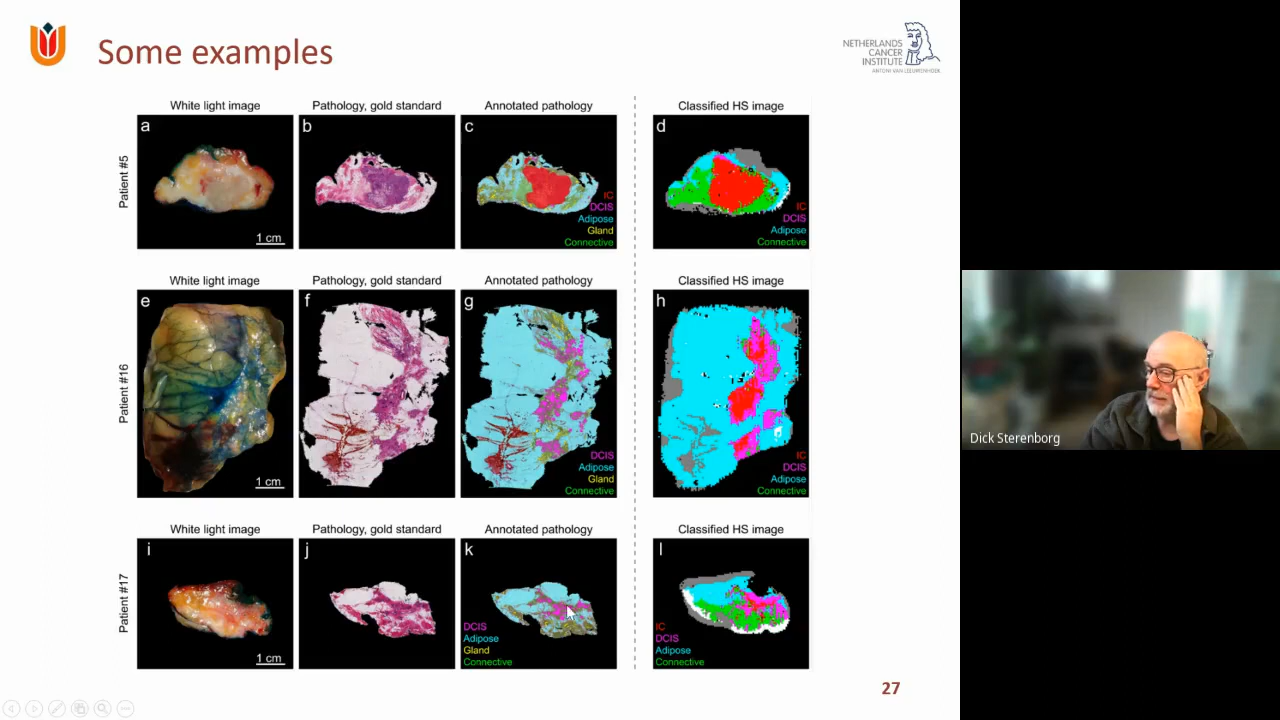 Some examples
NETHERLANDS
CANCER
INSTITUTE
ANTONI VAN LEEUWENHOEK
White light image
Pathology, gold standard
Annotated pathology
Classified HS image
Patient #5
a
1 cm
b
c
IC
DCIS
Adipose
Gland
Connective
d
IC
DCIS
Adipose
Connective
White light image
Pathology, gold standard
Annotated pathology
Classified HS image
Patient #16
e
1 cm
f
g
DCIS
Adipose
Gland
Connective
h
IC
DCIS
Adipose
Connective
White light image
Pathology, gold standard
Annotated pathology
Classified HS image
Patient #17
i
1 cm
j
k
DCIS
Adipose
Gland
Connective
l
IC
DCIS
Adipose
Connective
27
Dick Sterenborg